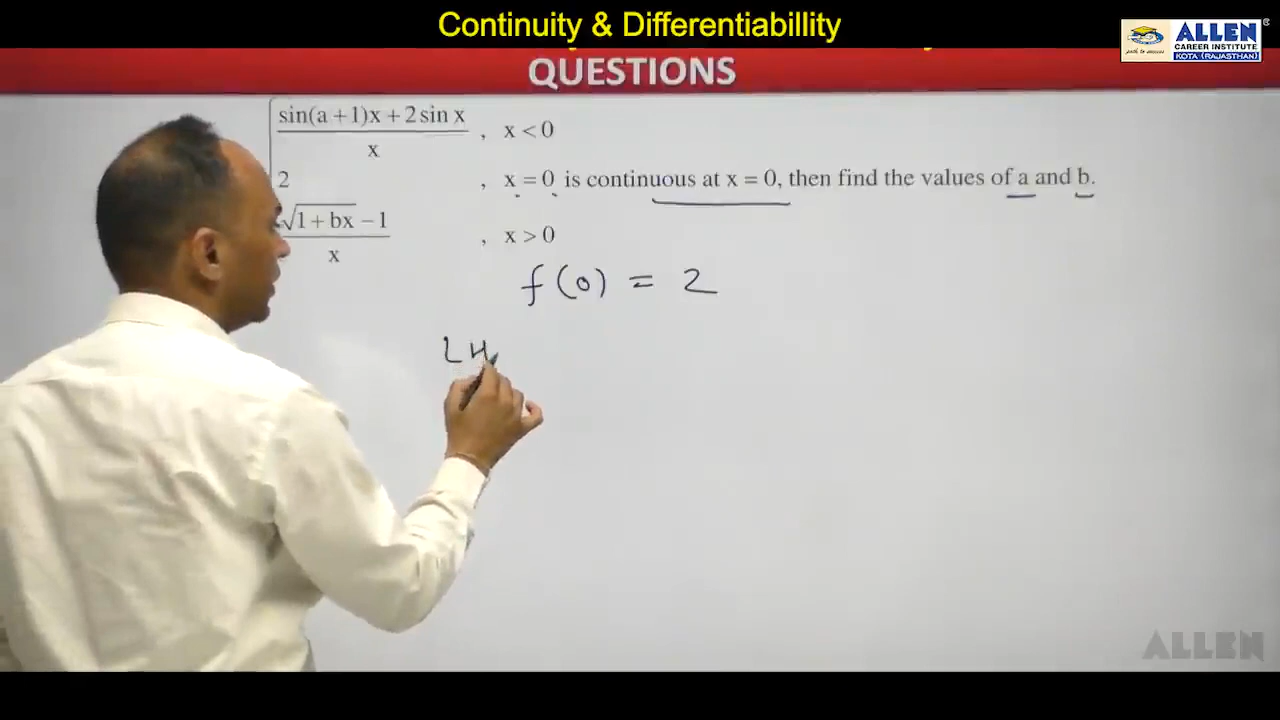 Continuity & Differentiabillity
ALLEN
CAREER INSTITUTE
KOTA (RAJASTHAN)
QUESTIONS
sin(a + 1)x + 2 sin x
x
, x < 0
2 , x = 0 is continuous at x = 0, then find the values of a and b.
√1 + bx − 1
x
, x > 0
f(0) = 2
LH
ALLEN